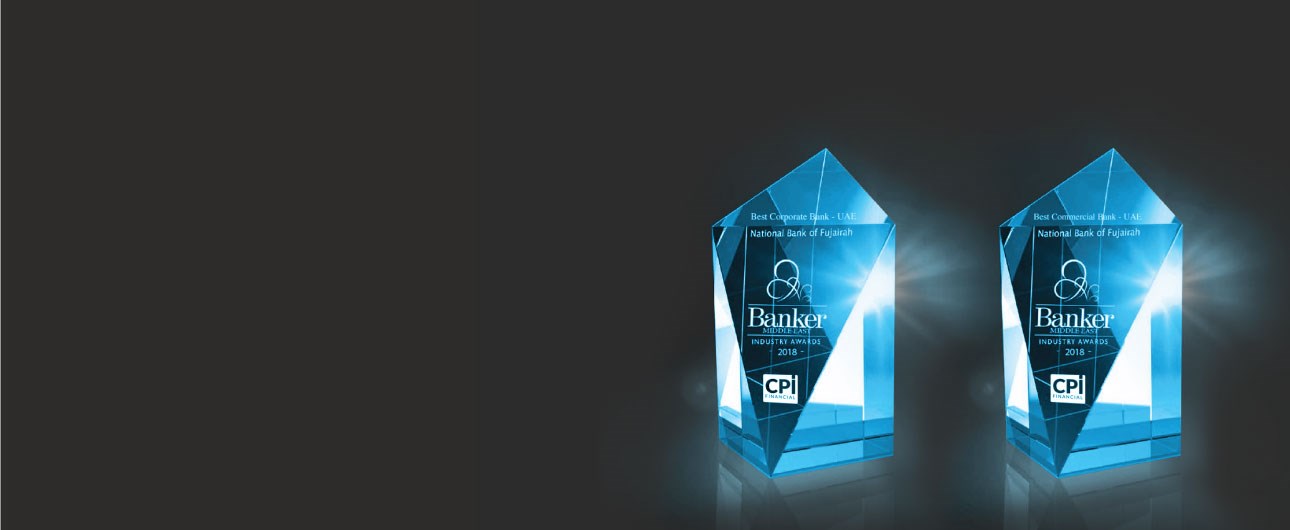 Best Corporate Bank - UAE
National Bank of Fujairah
Banker
MIDDLE EAST
INDUSTRY AWARDS
- 2018 -
CPI
FINANCIAL
Best Commercial Bank - UAE
National Bank of Fujairah
Banker
MIDDLE EAST
INDUSTRY AWARDS
- 2018 -
CPI
FINANCIAL